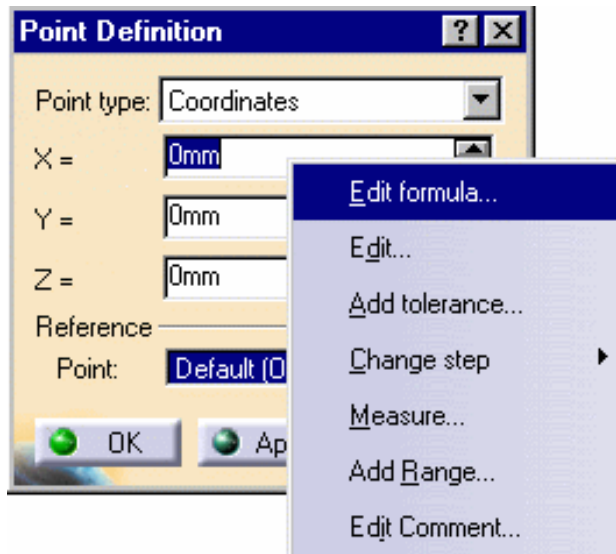 Point Definition ? ×
Point type: Coordinates
X = 0mm
Y = 0mm
Z = 0mm
Reference
Point: Default (O
OK Ap
Edit formula...
Edit...
Add tolerance...
Change step
Measure...
Add Range...
Edit Comment...